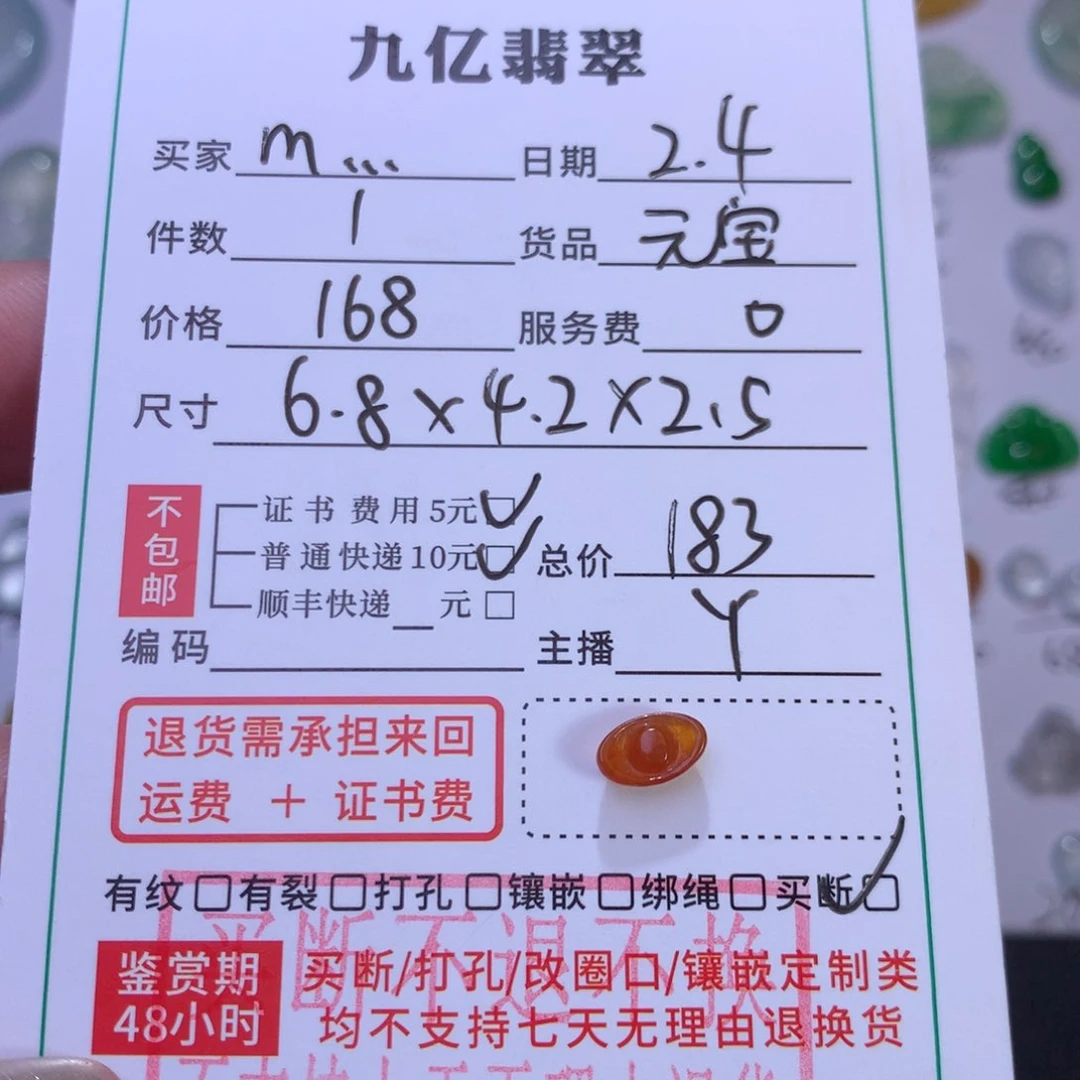 九亿翡翠
买家 m... 日期 2.4
件数 1 货品 元宝
价格 168 服务费 0
尺寸 6.8×4.2×2.5
不包邮
证书费用5元☑
普通快递10元☑ 总价 183
顺丰快递__元☐
编码 主播 Y
退货需承担来回
运费 + 证书费
有纹☐有裂☐打孔☐镶嵌☐绑绳☐买断☑
买断不退不换
鉴赏期 买断/打孔/改圈口/镶嵌定制类
48小时 均不支持七天无理由退换货